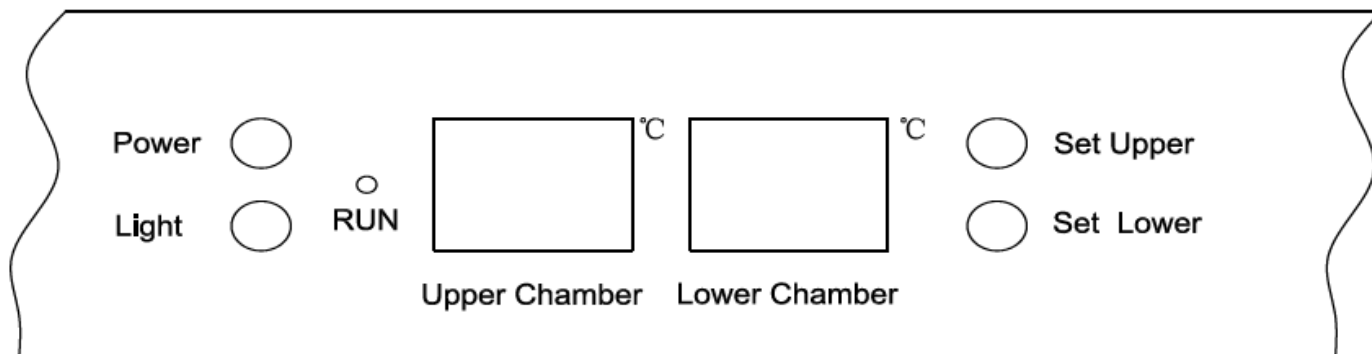 Power
℃
℃
Set Upper
Light
RUN
Set Lower
Upper Chamber
Lower Chamber